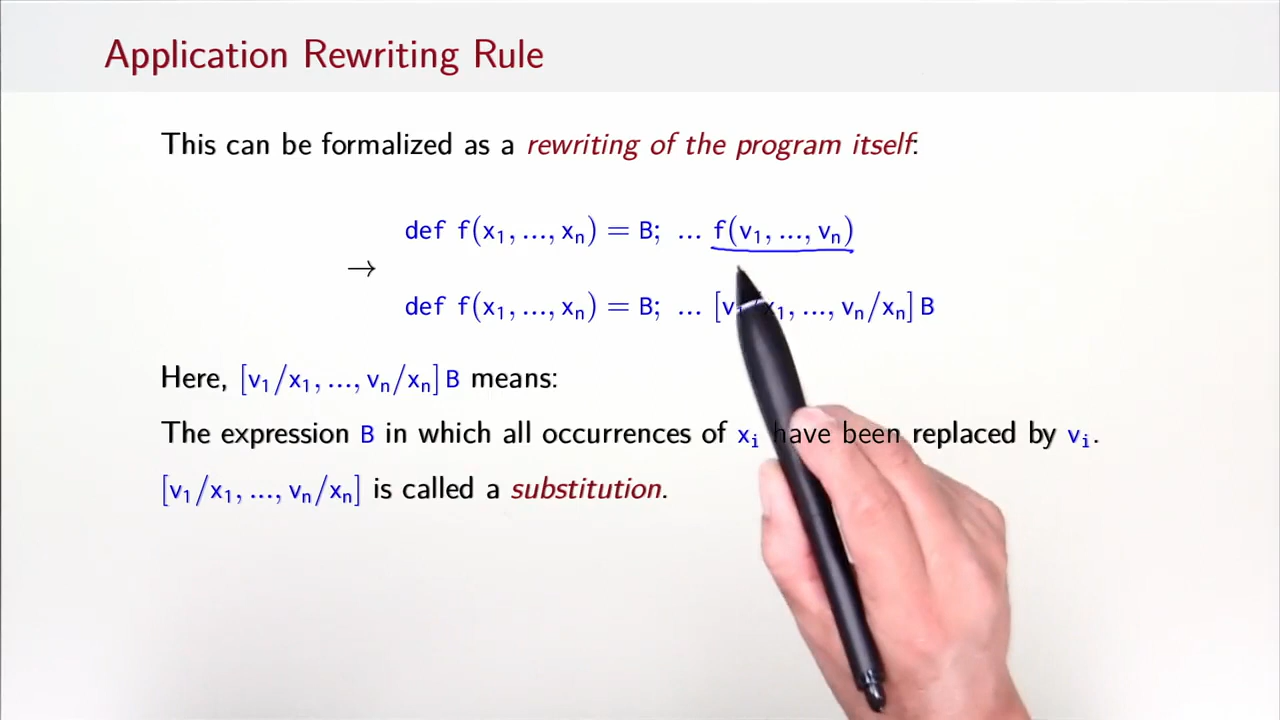 Application Rewriting Rule
This can be formalized as a rewriting of the program itself:
def f(x₁, ..., xₙ) = B; ... f(v₁, ..., vₙ)
→
def f(x₁, ..., xₙ) = B; ... [v₁/x₁, ..., vₙ/xₙ] B
Here, [v₁/x₁, ..., vₙ/xₙ] B means:
The expression B in which all occurrences of xᵢ have been replaced by vᵢ.
[v₁/x₁, ..., vₙ/xₙ] is called a substitution.